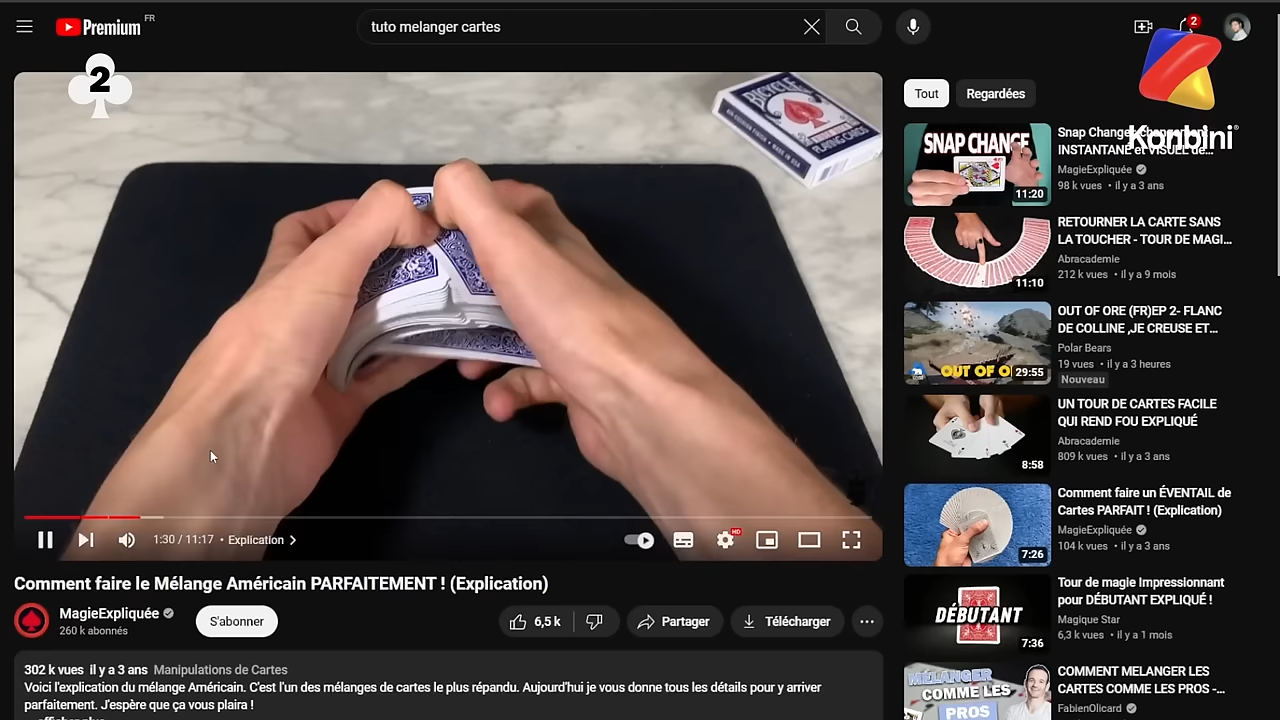 Premium
FR
tuto melanger cartes
2
2
Konbini
BICYCLE
PLAYING CARDS
1:30 / 11:17 • Explication
HD
Comment faire le Mélange Américain PARFAITEMENT ! (Explication)
MagieExpliquée
260 k abonnés
S'abonner
6,5 k
Partager
Télécharger
302 k vues il y a 3 ans Manipulations de Cartes
Voici l'explication du mélange Américain. C'est l'un des mélanges de cartes le plus répandu. Aujourd'hui je vous donne tous les détails pour y arriver
parfaitement. J'espère que ça vous plaira !
Tout
Regardées
SNAP CHANGE
11:20
Snap Change
INSTANTANÉ et VISUEL de...
MagieExpliquée
98 k vues • il y a 3 ans
11:10
RETOURNER LA CARTE SANS
LA TOUCHER - TOUR DE MAGI...
Abracademie
212 k vues • il y a 9 mois
OUT OF O
29:55
OUT OF ORE (FR)EP 2- FLANC
DE COLLINE ,JE CREUSE ET...
Polar Bears
19 vues • il y a 3 heures
Nouveau
8:58
UN TOUR DE CARTES FACILE
QUI REND FOU EXPLIQUÉ
Abracademie
809 k vues • il y a 3 ans
7:26
Comment faire un ÉVENTAIL de
Cartes PARFAIT ! (Explication)
MagieExpliquée
104 k vues • il y a 3 ans
DÉBUTANT
7:36
Tour de magie Impressionnant
pour DÉBUTANT EXPLIQUÉ !
Magique Star
6,3 k vues • il y a 1 mois
MÉLANGER
COMME LES
PROS
COMMENT MELANGER LES
CARTES COMME LES PROS -...
FabienOlicard